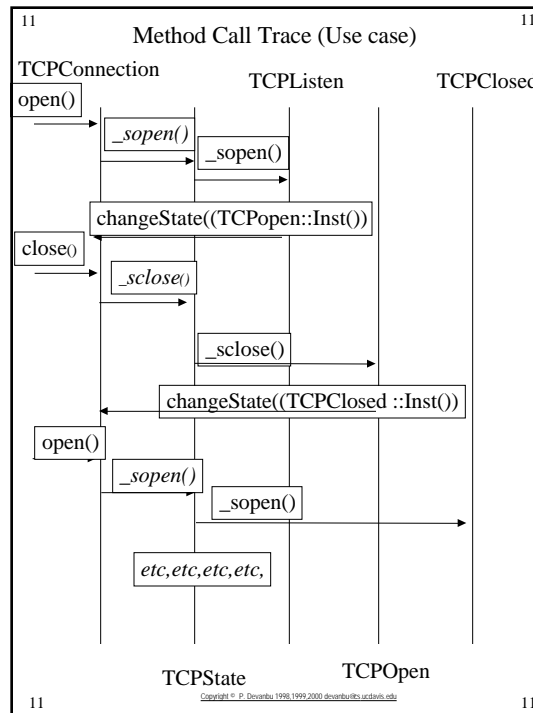 11 11
Method Call Trace (Use case)
TCPConnection
TCPListen TCPClosed
open()
_sopen()
_sopen()
changeState((TCPopen::Inst())
close()
_sclose()
_sclose()
changeState((TCPClosed ::Inst())
open()
_sopen()
_sopen()
etc,etc,etc,etc,
TCPState TCPOpen
Copyright © P. Devanbu 1998,1999,2000 devanbu@cs.ucdavis.edu
11 11